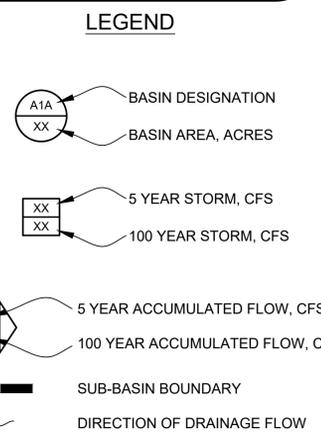 LEGEND
A1A
BASIN DESIGNATION
XX
BASIN AREA, ACRES
XX
5 YEAR STORM, CFS
XX
100 YEAR STORM, CFS
5 YEAR ACCUMULATED FLOW, CFS
100 YEAR ACCUMULATED FLOW, C
SUB-BASIN BOUNDARY
DIRECTION OF DRAINAGE FLOW